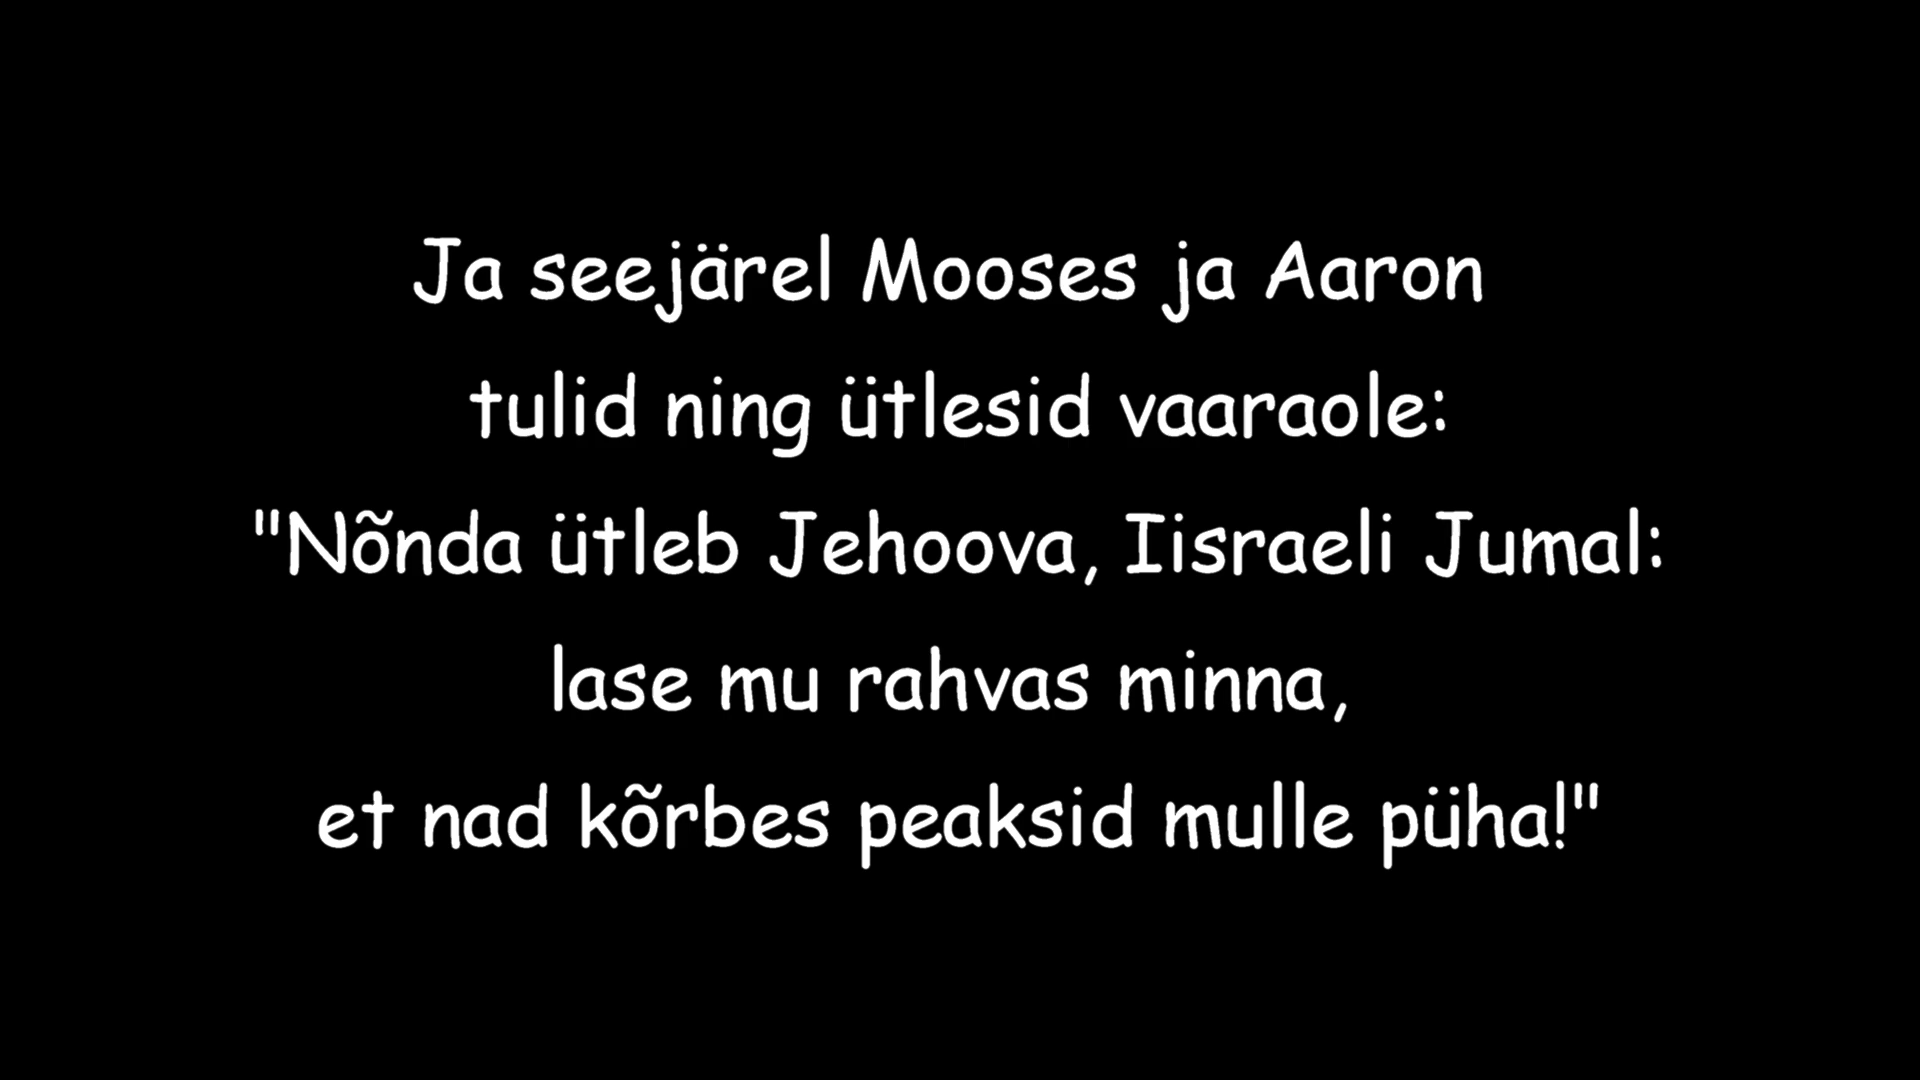 Ja seejärel Mooses ja Aaron
tulid ning ütlesid vaaraole:
"Nõnda ütleb Jehoova, Iisraeli Jumal:
lase mu rahvas minna,
et nad kõrbes peaksid mulle püha!"